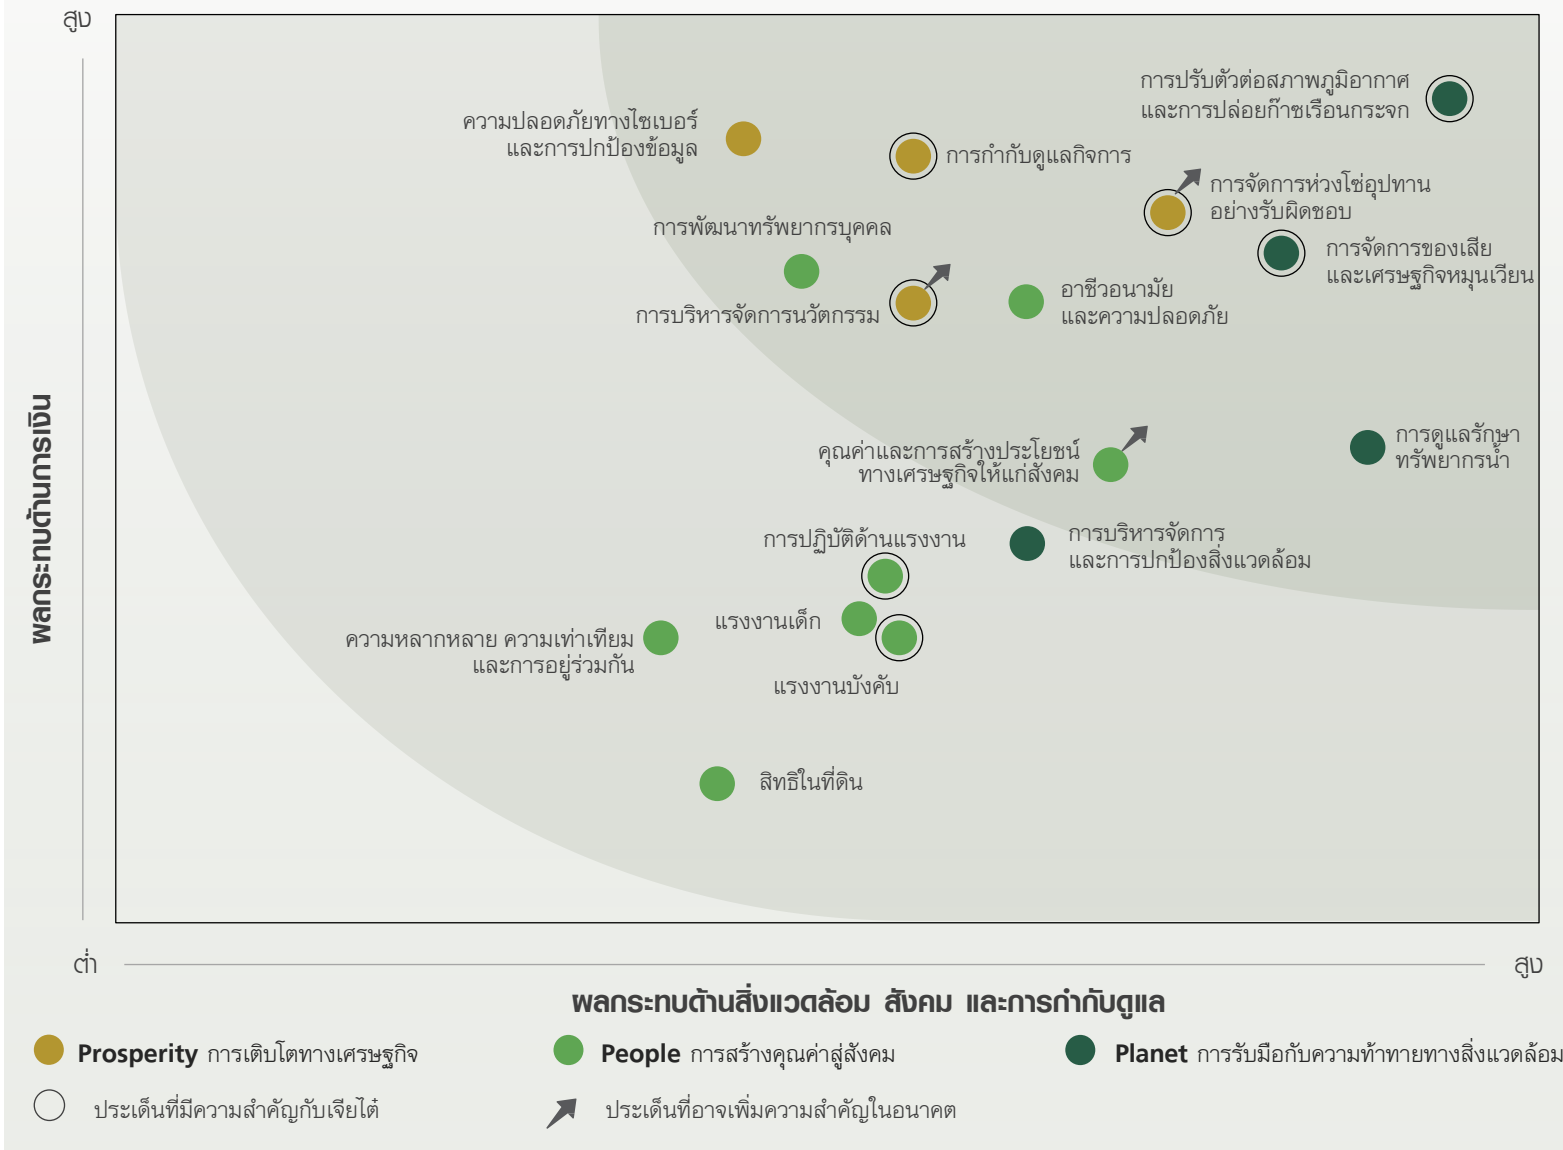 สูง
การปรับตัวต่อสภาพภูมิอากาศ
และการปล่อยก๊าซเรือนกระจก
ความปลอดภัยทางไซเบอร์
และการปกป้องข้อมูล
การกำกับดูแลกิจการ
การจัดการห่วงโซ่อุปทาน
อย่างรับผิดชอบ
การพัฒนาทรัพยากรบุคคล
การจัดการของเสีย
และเศรษฐกิจหมุนเวียน
อาชีวอนามัย
และความปลอดภัย
การบริหารจัดการนวัตกรรม
ผลกระทบด้านการเงิน
คุณค่าและการสร้างประโยชน์
ทางเศรษฐกิจให้แก่สังคม
การดูแลรักษา
ทรัพยากรน้ำ
การบริหารจัดการ
และการปกป้องสิ่งแวดล้อม
การปฏิบัติด้านแรงงาน
แรงงานเด็ก
ความหลากหลาย ความเท่าเทียม
และการอยู่ร่วมกัน
แรงงานบังคับ
สิทธิในที่ดิน
ต่ำ
สูง
ผลกระทบด้านสิ่งแวดล้อม สังคม และการกำกับดูแล
Prosperity การเติบโตทางเศรษฐกิจ
People การสร้างคุณค่าสู่สังคม
Planet การรับมือกับความท้าทายทางสิ่งแวดล้อม
ประเด็นที่มีความสำคัญกับเจียไต๋
ประเด็นที่อาจเพิ่มความสำคัญในอนาคต